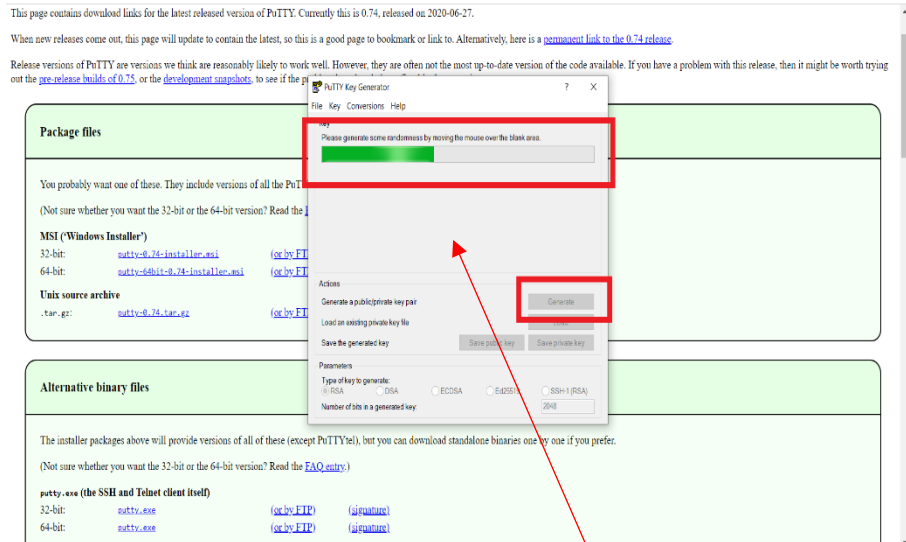 This page contains download links for the latest released version of PuTTY. Currently this is 0.74, released on 2020-06-27.
When new releases come out, this page will update to contain the latest, so this is a good page to bookmark or link to. Alternatively, here is a permanent link to the 0.74 release.
Release versions of PuTTY are versions we think are reasonably likely to work well. However, they are often not the most up-to-date version of the code available. If you have a problem with this release, then it might be worth trying
out the pre-release builds of 0.75, or the development snapshots, to see if the
Package files
You probably want one of these. They include versions of all the PuT
(Not sure whether you want the 32-bit or the 64-bit version? Read the
MSI (‘Windows Installer’)
32-bit: putty-0.74-installer.msi (or by FT
64-bit: putty-64bit-0.74-installer.msi (or by FT
Unix source archive
.tar.gz: putty-0.74.tar.gz (or by FT
PuTTY Key Generator ? X
File Key Conversions Help
Key
Please generate some randomness by moving the mouse over the blank area.
Actions
Generate a public/private key pair Generate
Load an existing private key file
Save the generated key Save public key Save private key
Parameters
Type of key to generate:
RSA DSA ECDSA Ed25519 SSH-1 (RSA)
Number of bits in a generated key: 2048
Alternative binary files
The installer packages above will provide versions of all of these (except PuTTYtel), but you can download standalone binaries one by one if you prefer.
(Not sure whether you want the 32-bit or the 64-bit version? Read the FAQ entry.)
putty.exe (the SSH and Telnet client itself)
32-bit: putty.exe (or by FTP) (signature)
64-bit: putty.exe (or by FTP) (signature)